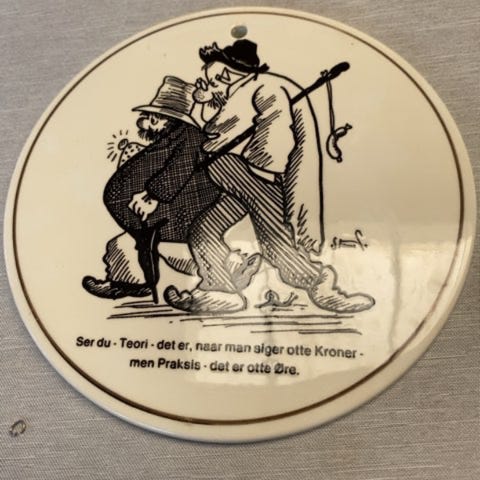 Ser du - Teori - det er, naar man siger otte Kroner -
men Praksis - det er otte Øre.